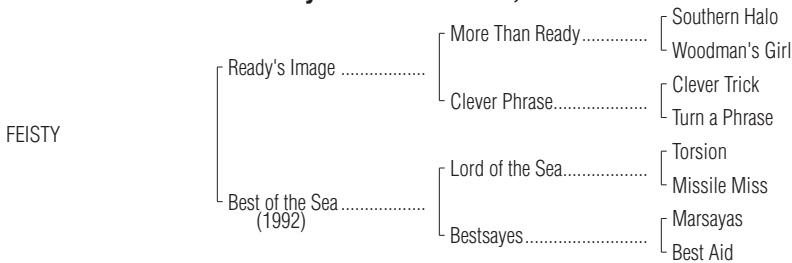 Southern Halo
More Than Ready..............
Woodman's Girl
Ready's Image ..................
Clever Trick
Clever Phrase....................
Turn a Phrase
FEISTY
Torsion
Lord of the Sea..................
Missile Miss
Best of the Sea ..................
(1992)
Marsayas
Bestsayes..........................
Best Aid